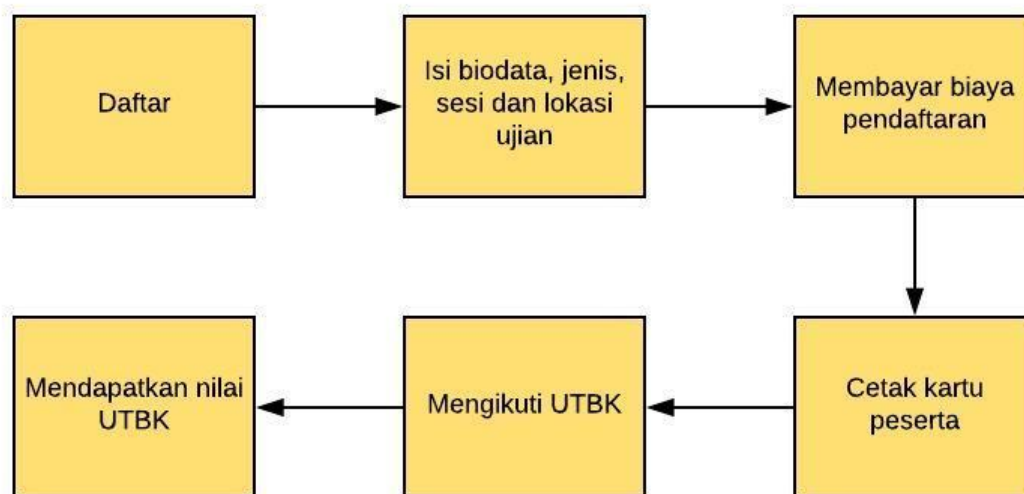 Daftar
Isi biodata, jenis,
sesi dan lokasi
ujian
Membayar biaya
pendaftaran
Mendapatkan nilai
UTBK
Mengikuti UTBK
Cetak kartu
peserta